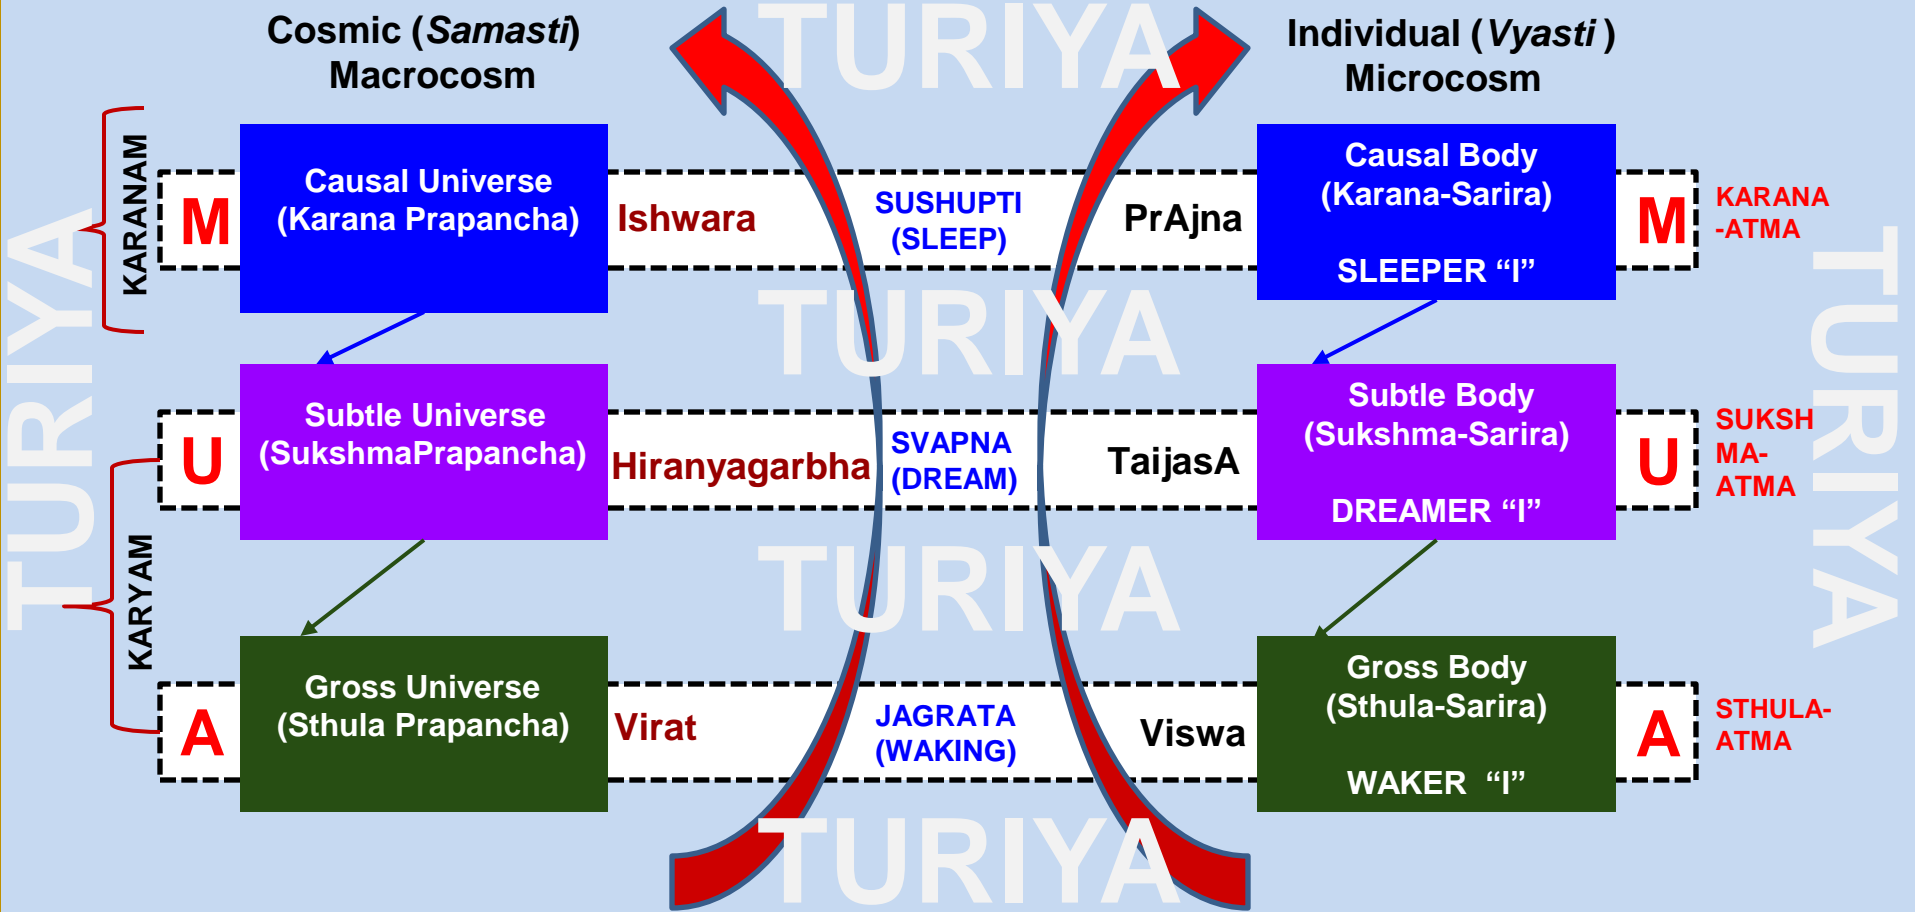 Cosmic (Samasti)
Macrocosm
TURIYA
Individual (Vyasti )
Microcosm
KARANAM
M
Causal Universe
(Karana Prapancha)
Ishwara
SUSHUPTI
(SLEEP)
PrAjna
Causal Body
(Karana-Sarira)
SLEEPER “I”
M
KARANA
-ATMA
TURIYA
TURIYA
TURIYA
U
Subtle Universe
(SukshmaPrapancha)
Hiranyagarbha
SVAPNA
(DREAM)
TaijasA
Subtle Body
(Sukshma-Sarira)
DREAMER “I”
U
SUKSH
MA-
ATMA
TURIYA
KARYAM
A
Gross Universe
(Sthula Prapancha)
Virat
JAGRATA
(WAKING)
Viswa
Gross Body
(Sthula-Sarira)
WAKER “I”
A
STHULA-
ATMA
TURIYA